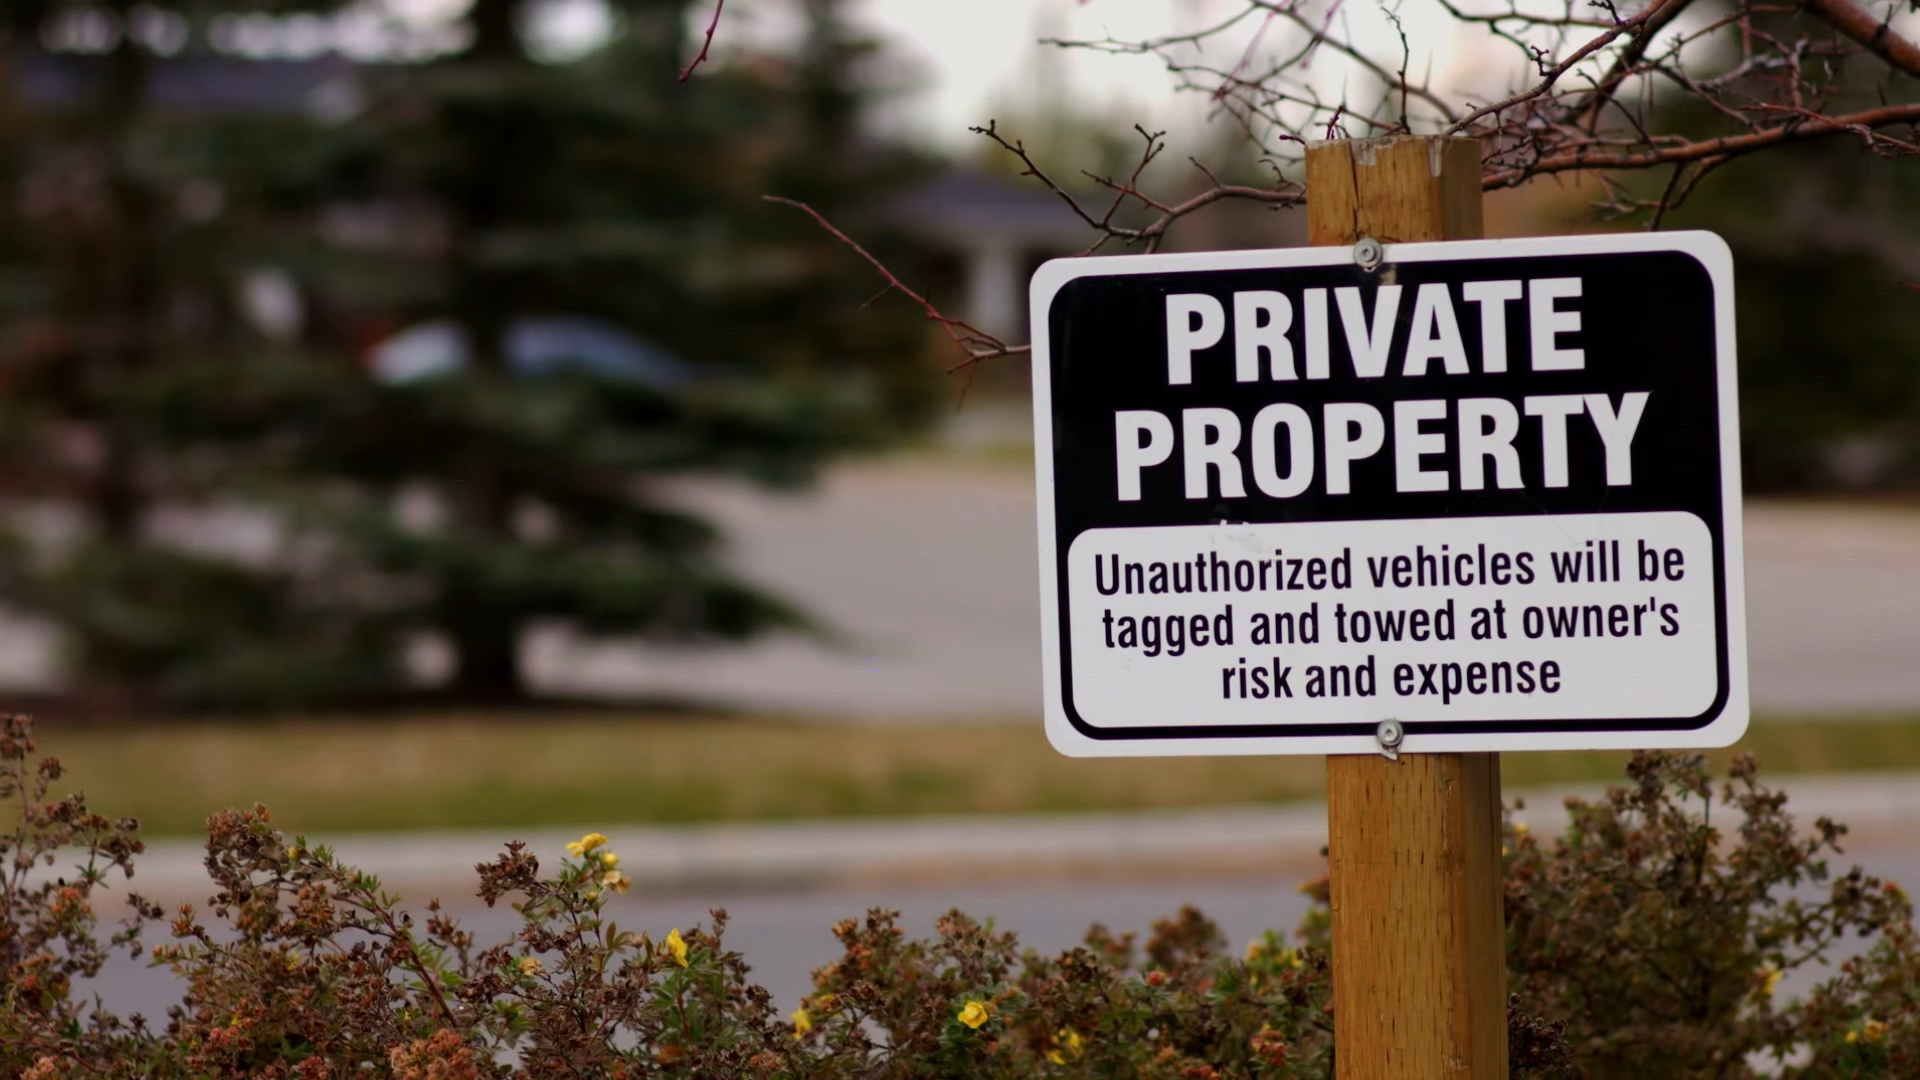 PRIVATE
PROPERTY
Unauthorized vehicles will be
tagged and towed at owner's
risk and expense